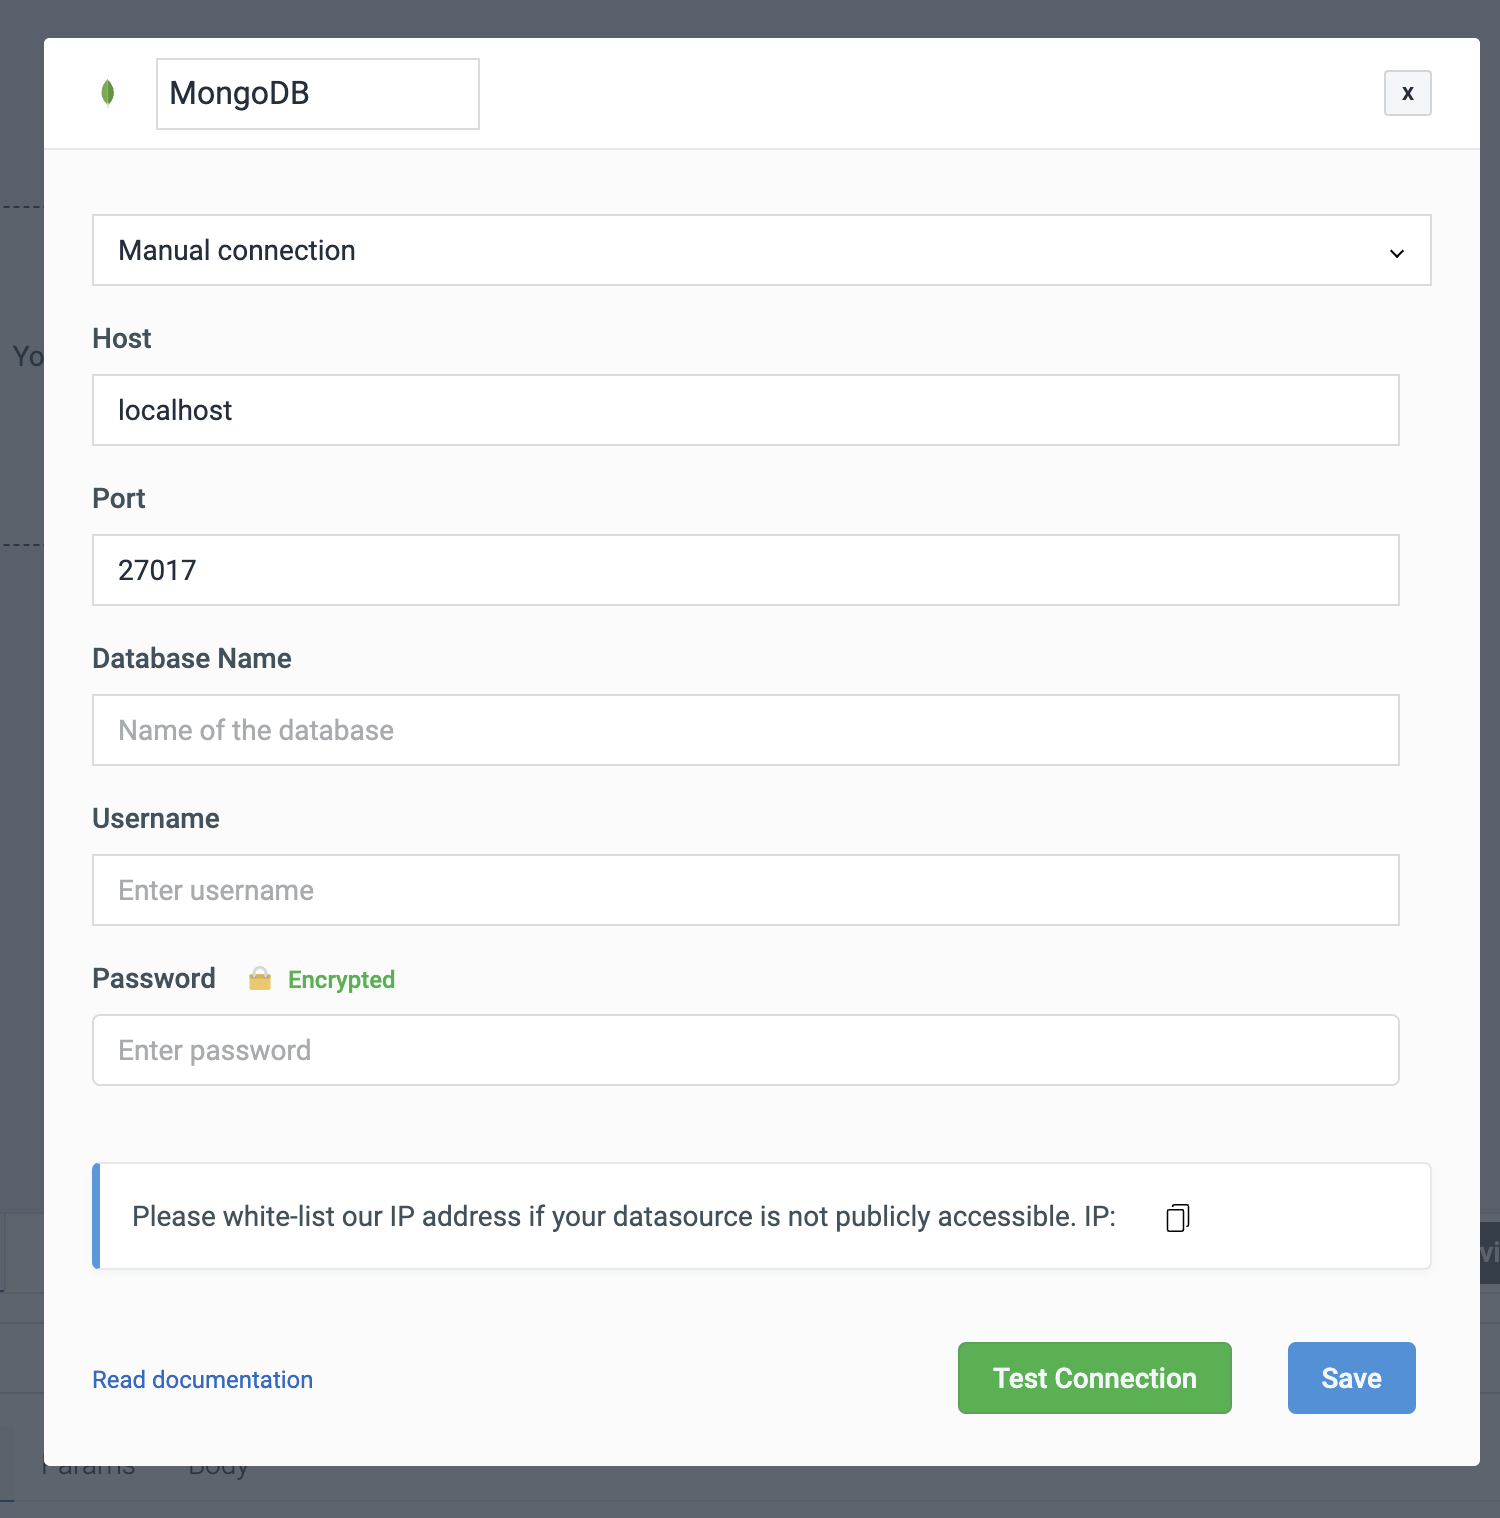 MongoDB
x
Manual connection
Host
localhost
Port
27017
Database Name
Name of the database
Username
Enter username
Password Encrypted
Enter password
Please white-list our IP address if your datasource is not publicly accessible. IP:
Read documentation
Test Connection
Save
Params Body